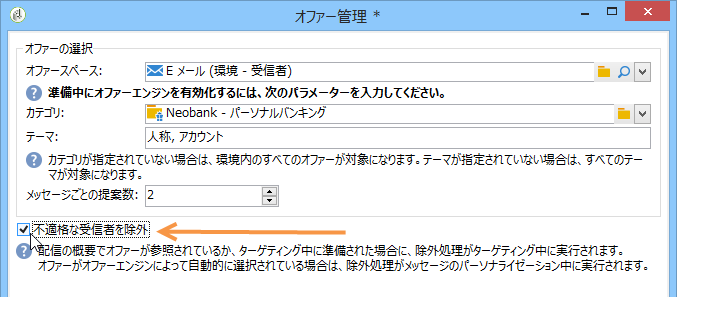 オファー管理 *
オファーの選択
オファースペース: E メール (環境 - 受信者)
準備中にオファーエンジンを有効化するには、次のパラメーターを入力してください。
カテゴリ: Neobank - パーソナルバンキング
テーマ: 人称, アカウント
カテゴリが指定されていない場合は、環境内のすべてのオファーが対象になります。テーマが指定されていない場合は、すべてのテー
マが対象になります。
メッセージごとの提案数: 2
不適格な受信者を除外
配信の概要でオファーが参照されているか、ターゲティング中に準備された場合に、除外処理がターゲティング中に実行されます。
オファーがオファーエンジンによって自動的に選択されている場合は、除外処理がメッセージのパーソナライゼーション中に実行されます。